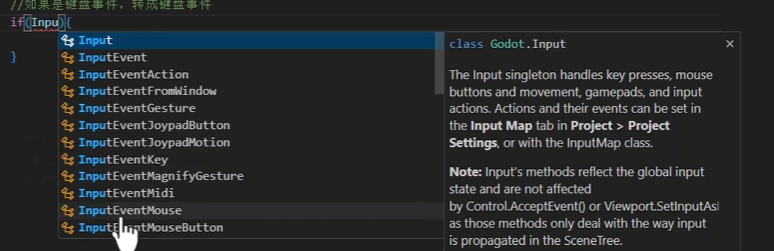 //如果是键盘事件，转成键盘事件
if(Inpu){
}
Input
InputEvent
InputEventAction
InputEventFromWindow
InputEventGesture
InputEventJoypadButton
InputEventJoypadMotion
InputEventKey
InputEventMagnifyGesture
InputEventMidi
InputEventMouse
InputEventMouseButton
class Godot.Input
The Input singleton handles key presses, mouse
buttons and movement, gamepads, and input
actions. Actions and their events can be set in
the Input Map tab in Project > Project
Settings, or with the InputMap class.
Note: Input's methods reflect the global input
state and are not affected
by Control.AcceptEvent() or Viewport.SetInputAs
as those methods only deal with the way input
is propagated in the SceneTree.